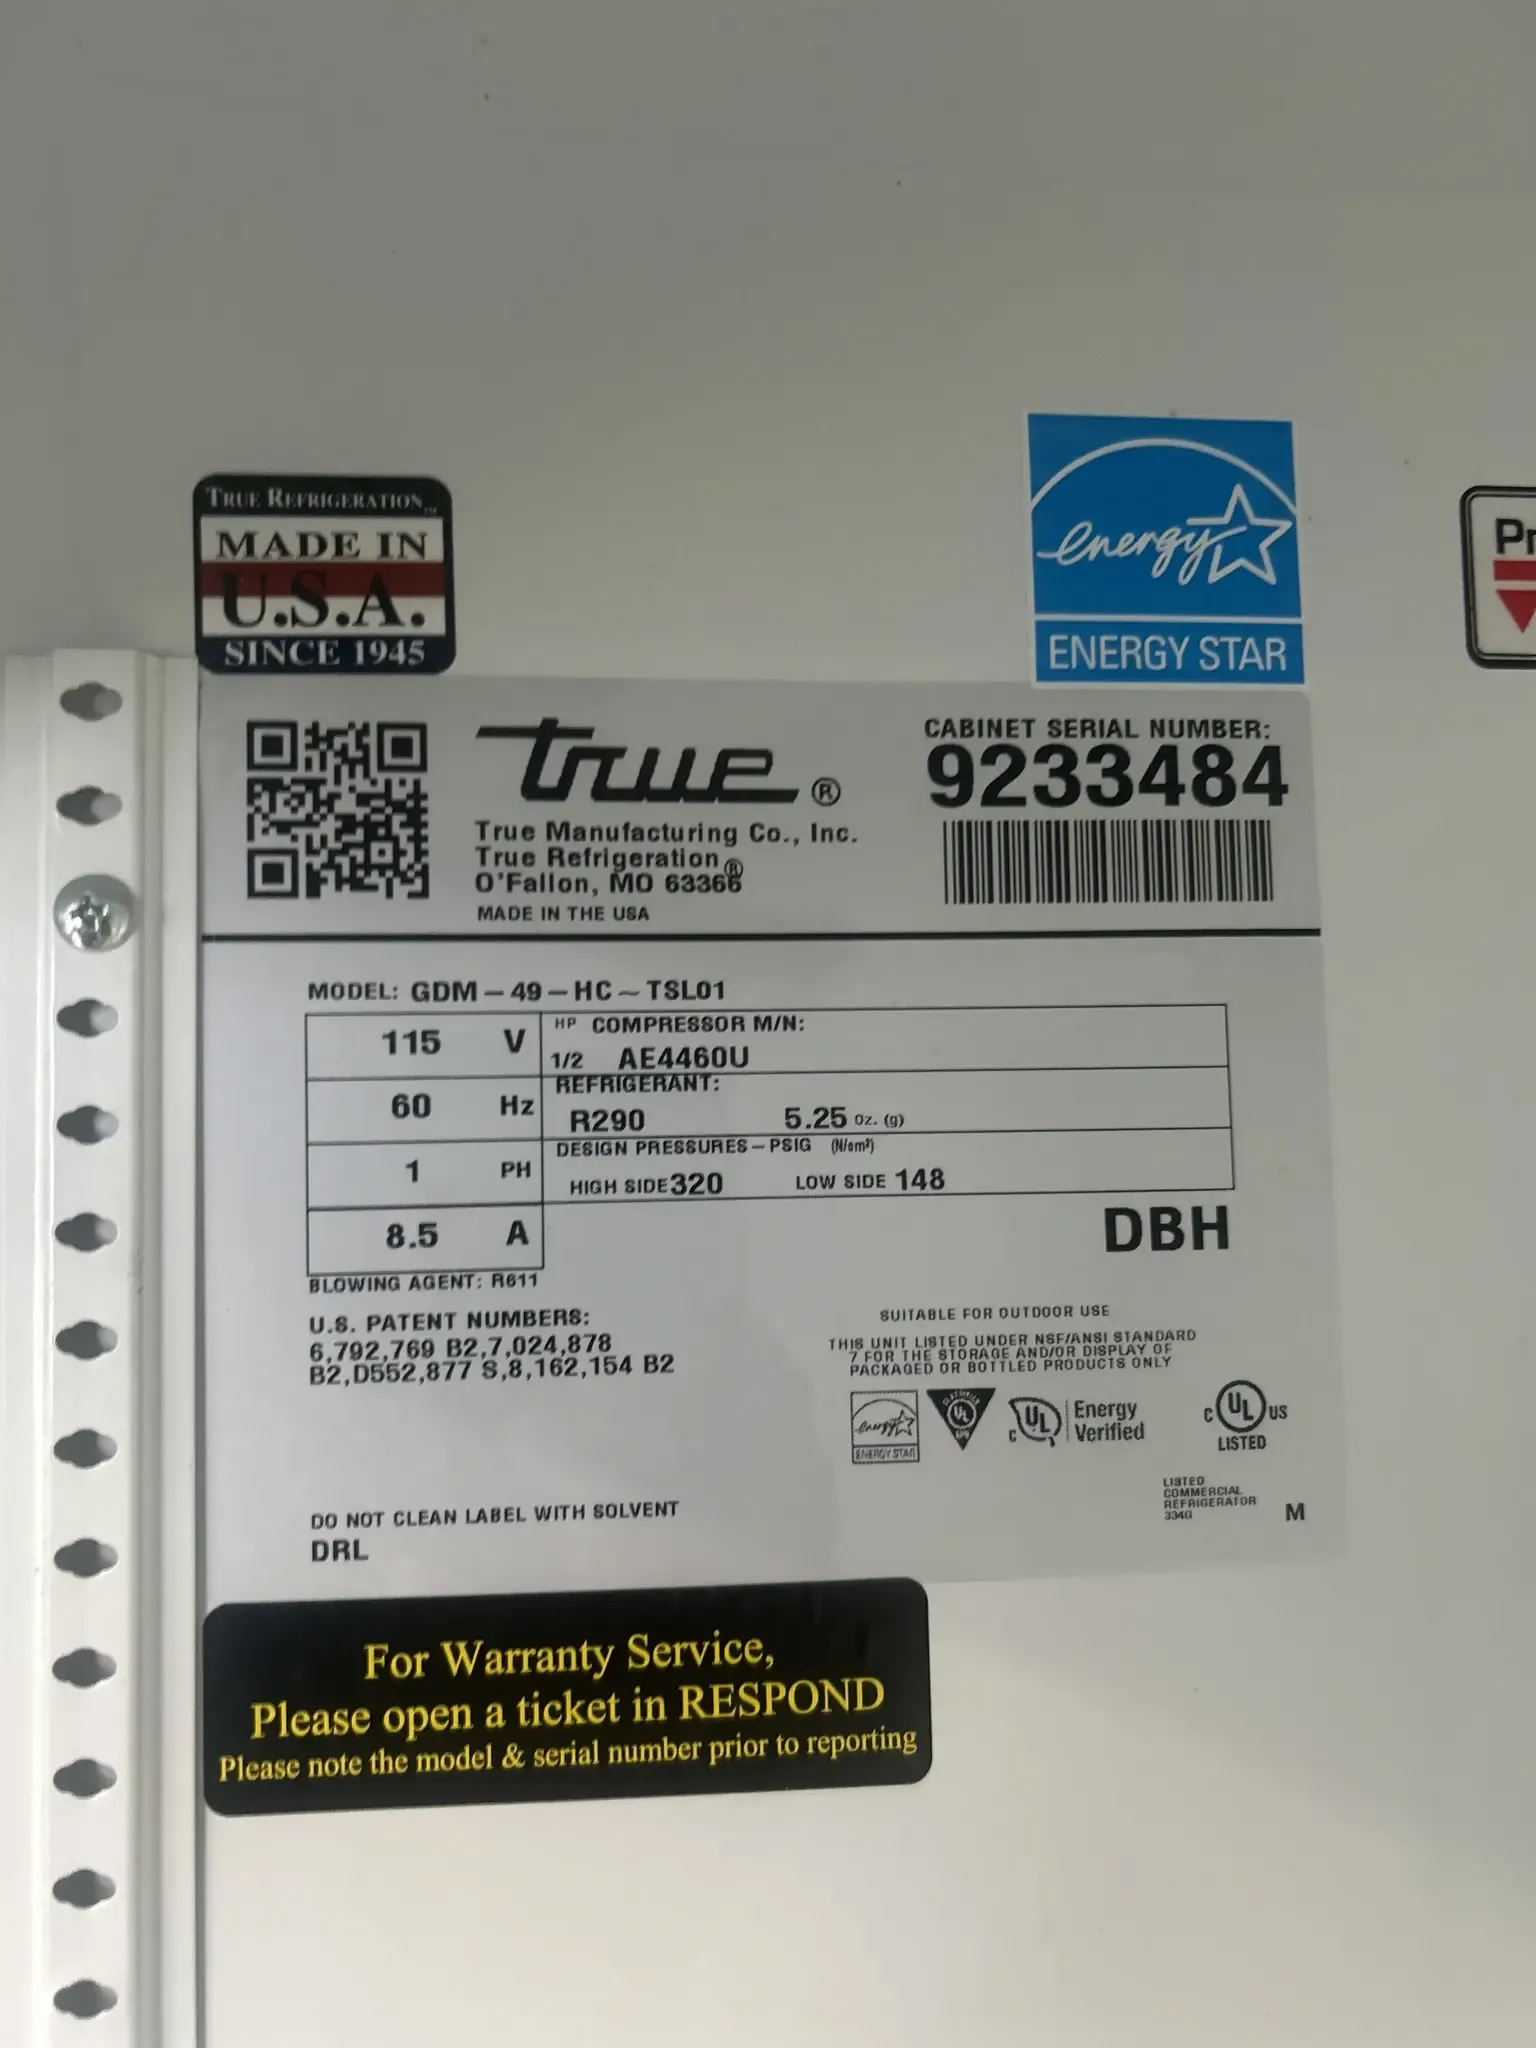 TRUE REFRIGERATION™
MADE IN
U.S.A.
SINCE 1945
energy
ENERGY STAR
Pr
true®
True Manufacturing Co., Inc.
True Refrigeration®
O'Fallon, MO 63366
MADE IN THE USA
CABINET SERIAL NUMBER:
9233484
MODEL: GDM-49-HC~TSL01
115 V
60 Hz
1 PH
8.5 A
HP COMPRESSOR M/N:
1/2 AE4460U
REFRIGERANT:
R290 5.25 Oz. (g)
DESIGN PRESSURES-PSIG (N/cm²)
HIGH SIDE 320 LOW SIDE 148
DBH
BLOWING AGENT: R611
U.S. PATENT NUMBERS:
6,792,769 B2,7,024,878
B2,D552,877 S,8,162,154 B2
SUITABLE FOR OUTDOOR USE
THIS UNIT LISTED UNDER NSF/ANSI STANDARD
7 FOR THE STORAGE AND/OR DISPLAY OF
PACKAGED OR BOTTLED PRODUCTS ONLY
energy
ENERGY STAR
UL
C UL
Energy
Verified
C UL US
LISTED
LISTED
COMMERCIAL
REFRIGERATOR
334G
M
DO NOT CLEAN LABEL WITH SOLVENT
DRL
For Warranty Service,
Please open a ticket in RESPOND
Please note the model & serial number prior to reporting